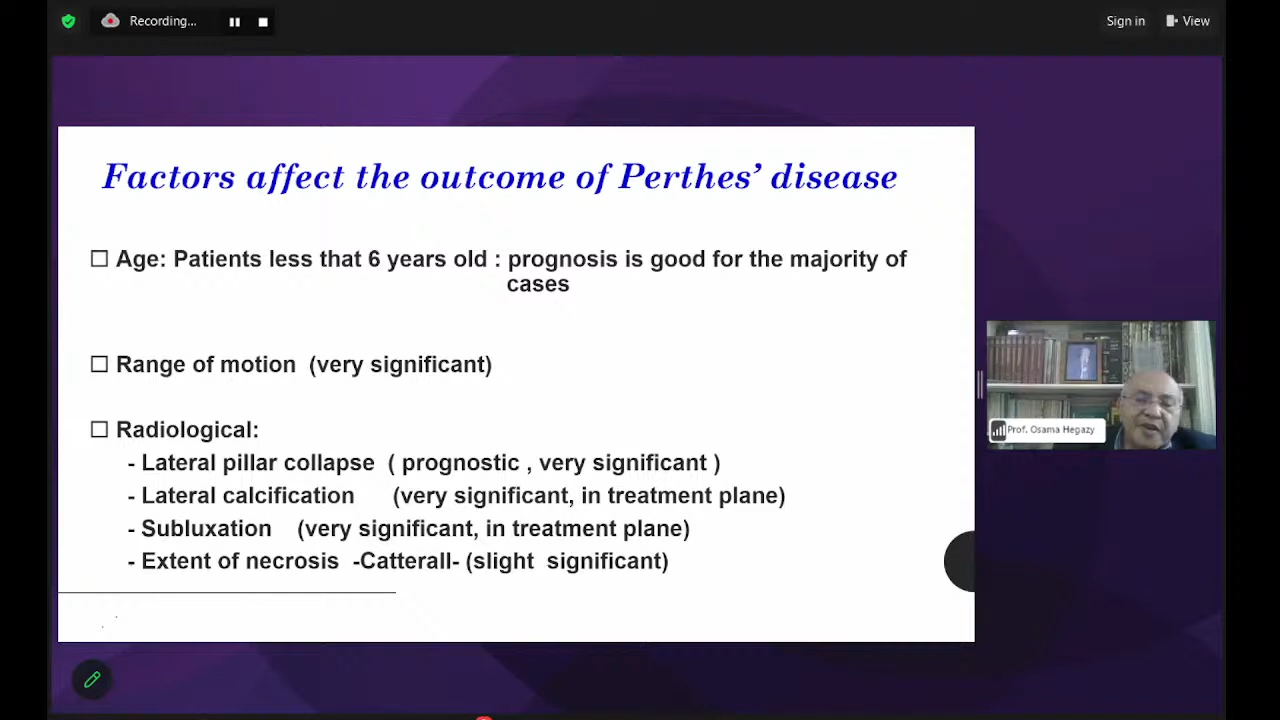 Recording...
Sign in
View
Factors affect the outcome of Perthes’ disease
☐ Age: Patients less that 6 years old : prognosis is good for the majority of
cases
☐ Range of motion (very significant)
☐ Radiological:
- Lateral pillar collapse ( prognostic , very significant )
- Lateral calcification (very significant, in treatment plane)
- Subluxation (very significant, in treatment plane)
- Extent of necrosis -Catterall- (slight significant)
Prof. Osama Hegazy